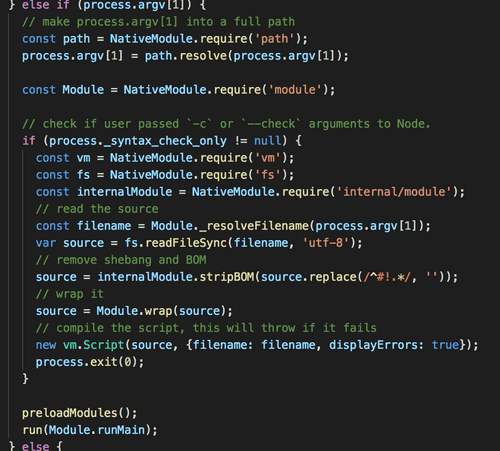 } else if (process.argv[1]) {
// make process.argv[1] into a full path
const path = NativeModule.require('path');
process.argv[1] = path.resolve(process.argv[1]);
const Module = NativeModule.require('module');
// check if user passed `-c` or `--check` arguments to Node.
if (process._syntax_check_only != null) {
const vm = NativeModule.require('vm');
const fs = NativeModule.require('fs');
const internalModule = NativeModule.require('internal/module');
// read the source
const filename = Module._resolveFilename(process.argv[1]);
var source = fs.readFileSync(filename, 'utf-8');
// remove shebang and BOM
source = internalModule.stripBOM(source.replace(/^#!.*/, ''));
// wrap it
source = Module.wrap(source);
// compile the script, this will throw if it fails
new vm.Script(source, {filename: filename, displayErrors: true});
process.exit(0);
}
preloadModules();
run(Module.runMain);
} else {